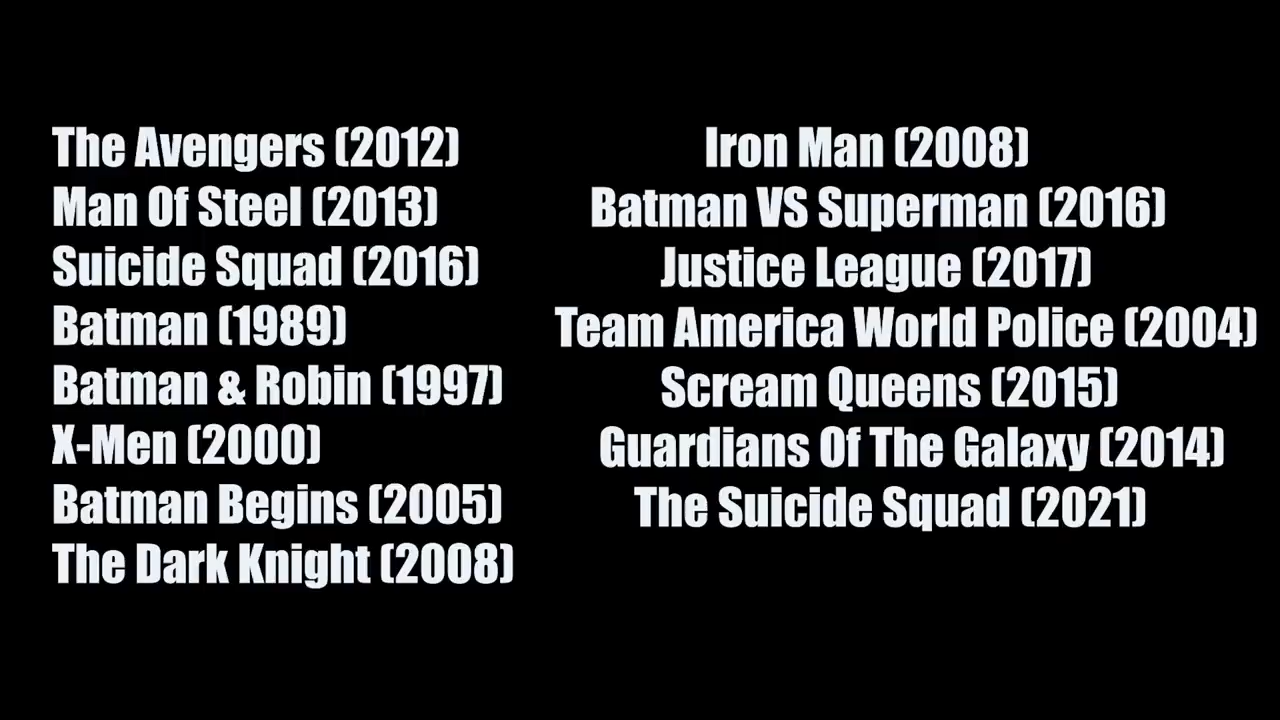 The Avengers (2012)
Man Of Steel (2013)
Suicide Squad (2016)
Batman (1989)
Batman & Robin (1997)
X-Men (2000)
Batman Begins (2005)
The Dark Knight (2008)
Iron Man (2008)
Batman VS Superman (2016)
Justice League (2017)
Team America World Police (2004)
Scream Queens (2015)
Guardians Of The Galaxy (2014)
The Suicide Squad (2021)